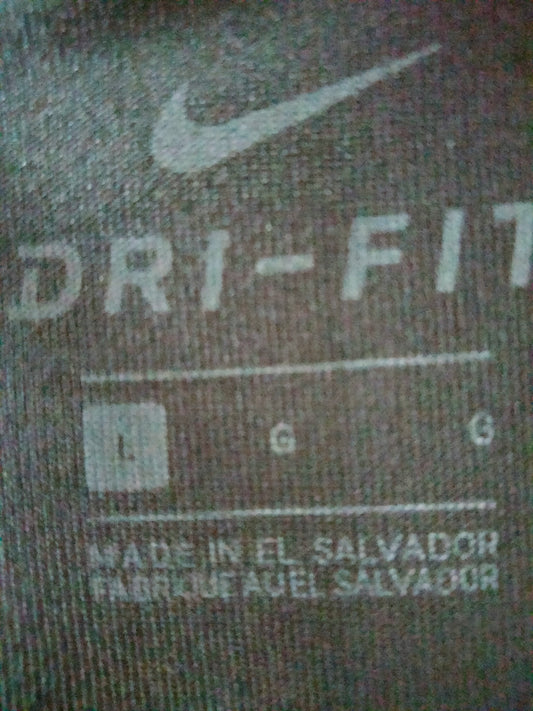 DRI-FIT
L G G
MADE IN EL SALVADOR
FABRIQUE AU EL SALVADOR